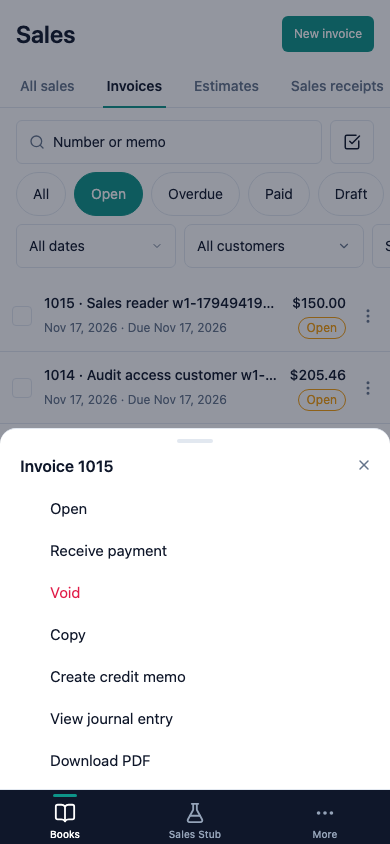 Sales
New invoice
All sales
Invoices
Estimates
Sales receipts
Number or memo
All
Open
Overdue
Paid
Draft
All dates
All customers
S
1015 · Sales reader w1-17949419...
$150.00
Nov 17, 2026 · Due Nov 17, 2026
Open
1014 · Audit access customer w1-...
$205.46
Nov 17, 2026 · Due Nov 17, 2026
Open
Invoice 1015
Open
Receive payment
Void
Copy
Create credit memo
View journal entry
Download PDF
Books
Sales Stub
More